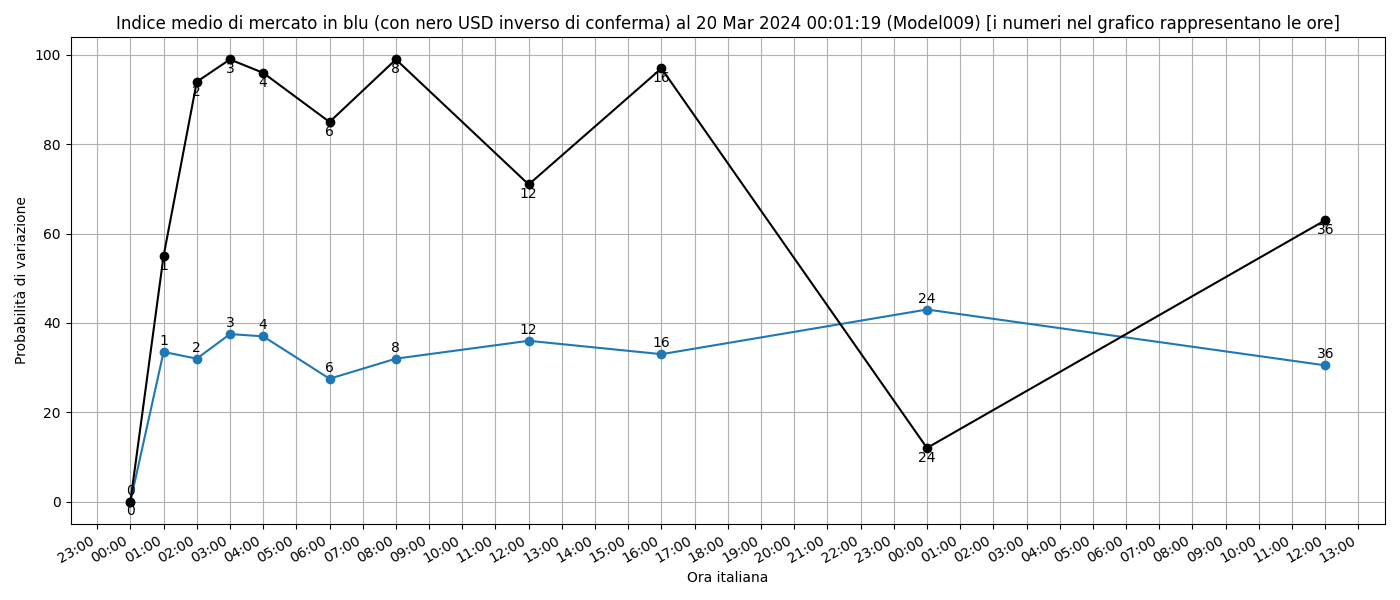 Indice medio di mercato in blu (con nero USD inverso di conferma) al 20 Mar 2024 00:01:19 (Model009) [i numeri nel grafico rappresentano le ore]
Probabilità di variazione
100
80
60
40
20
0
0 1 2 3 4 6 8 12 16 24 36
0 1 2 3 4 6 8 12 16 24 36
23:00 00:00 01:00 02:00 03:00 04:00 05:00 06:00 07:00 08:00 09:00 10:00 11:00 12:00 13:00 14:00 15:00 16:00 17:00 18:00 19:00 20:00 21:00 22:00 23:00 00:00 01:00 02:00 03:00 04:00 05:00 06:00 07:00 08:00 09:00 10:00 11:00 12:00 13:00
Ora italiana